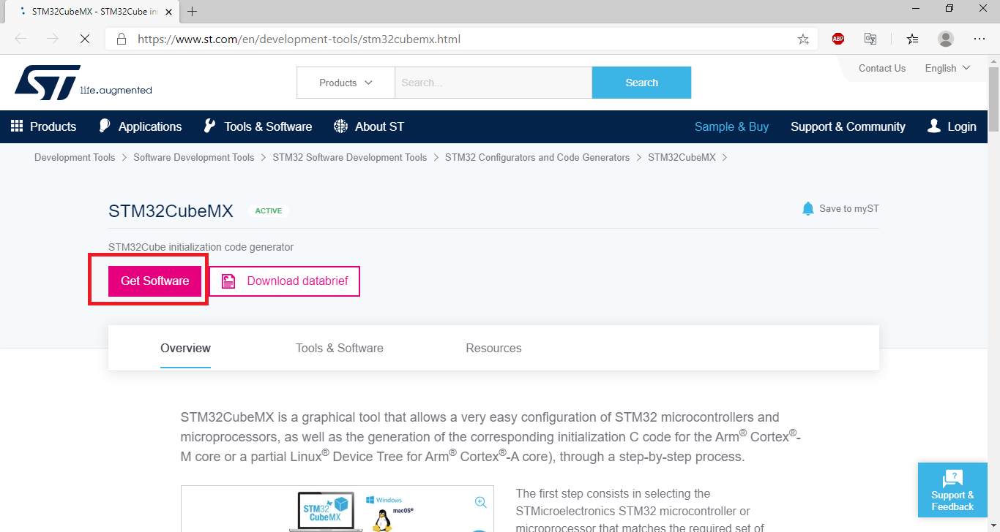 STM32CubeMX - STM32Cube ini
https://www.st.com/en/development-tools/stm32cubemx.html
ABP
ST life.augmented
Products
Search...
Search
Contact Us
English
Products
Applications
Tools & Software
About ST
Sample & Buy
Support & Community
Login
Development Tools > Software Development Tools > STM32 Software Development Tools > STM32 Configurators and Code Generators > STM32CubeMX >
STM32CubeMX
ACTIVE
Save to myST
STM32Cube initialization code generator
Get Software
Download databrief
Overview
Tools & Software
Resources
STM32CubeMX is a graphical tool that allows a very easy configuration of STM32 microcontrollers and
microprocessors, as well as the generation of the corresponding initialization C code for the Arm® Cortex®-
M core or a partial Linux® Device Tree for Arm® Cortex®-A core), through a step-by-step process.
STM32
CubeMX
Windows
macOS®
The first step consists in selecting the
STMicroelectronics STM32 microcontroller or
microprocessor that matches the required set of
Support &
Feedback